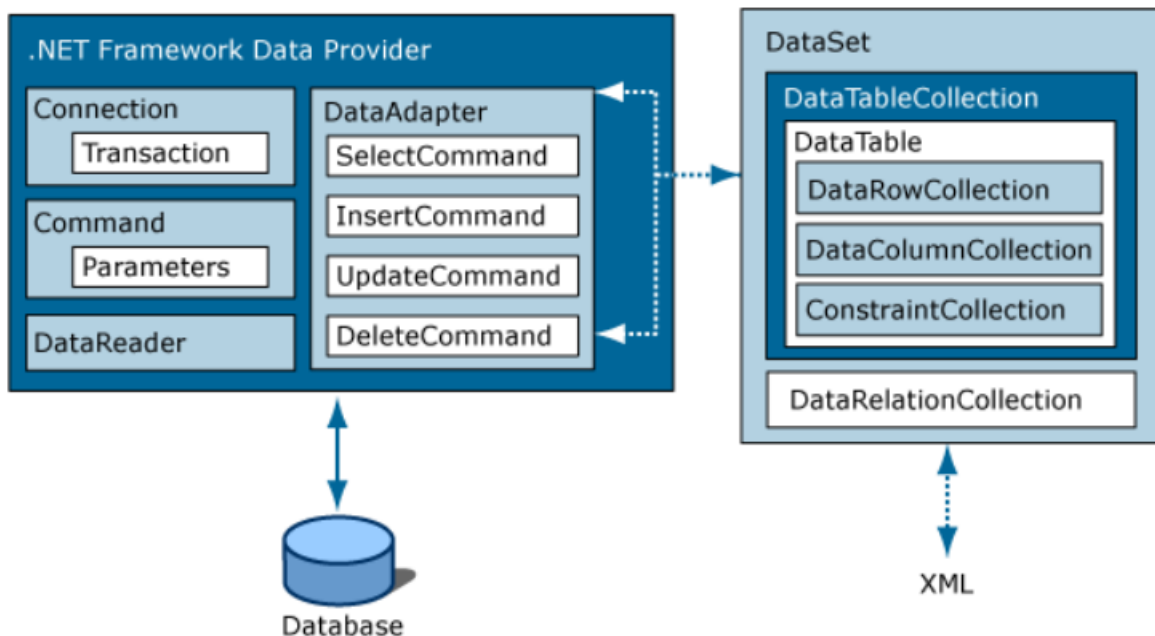 .NET Framework Data Provider
Connection
Transaction
Command
Parameters
DataReader
DataAdapter
SelectCommand
InsertCommand
UpdateCommand
DeleteCommand
Database
DataSet
DataTableCollection
DataTable
DataRowCollection
DataColumnCollection
ConstraintCollection
DataRelationCollection
XML